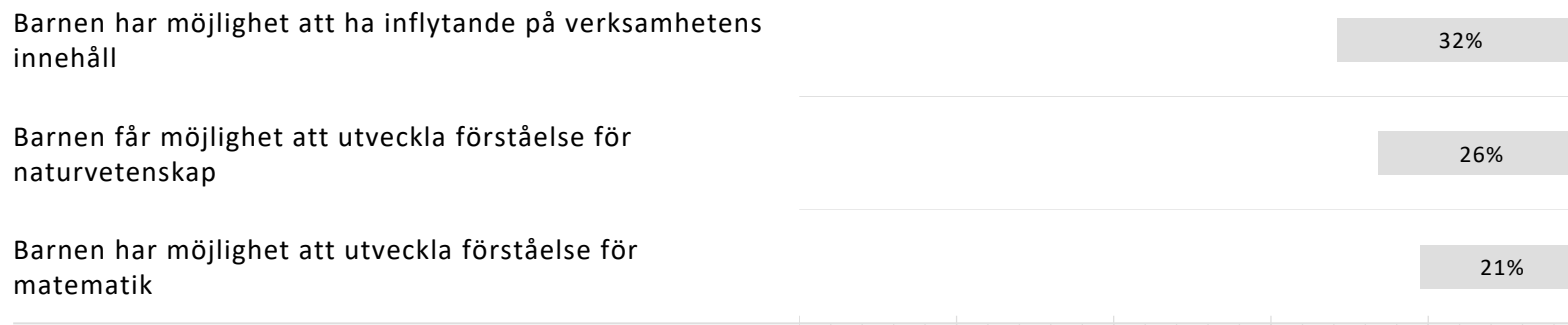 Barnen har möjlighet att ha inflytande på verksamhetens
innehåll
32%
Barnen får möjlighet att utveckla förståelse för
naturvetenskap
26%
Barnen har möjlighet att utveckla förståelse för
matematik
21%